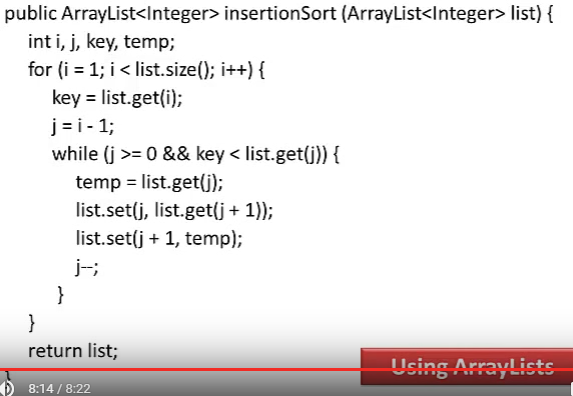 public ArrayList<Integer> insertionSort (ArrayList<Integer> list) {
int i, j, key, temp;
for (i = 1; i < list.size(); i++) {
key = list.get(i);
j = i - 1;
while (j >= 0 && key < list.get(j)) {
temp = list.get(j);
list.set(j, list.get(j + 1));
list.set(j + 1, temp);
j--;
}
}
return list;
}
Using ArrayLists
8:14 / 8:22